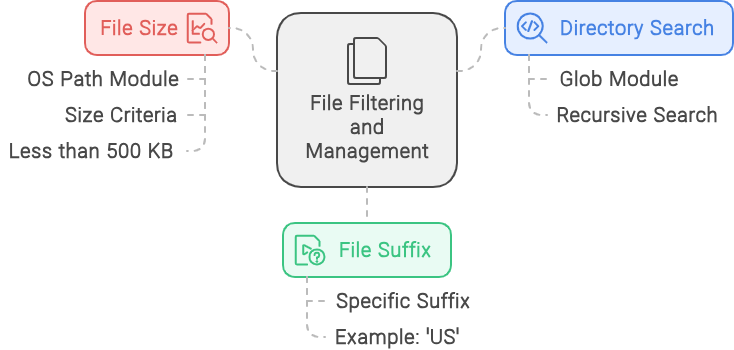 File Size
OS Path Module
Size Criteria
Less than 500 KB
File Filtering
and
Management
Directory Search
Glob Module
Recursive Search
File Suffix
Specific Suffix
Example: 'US'